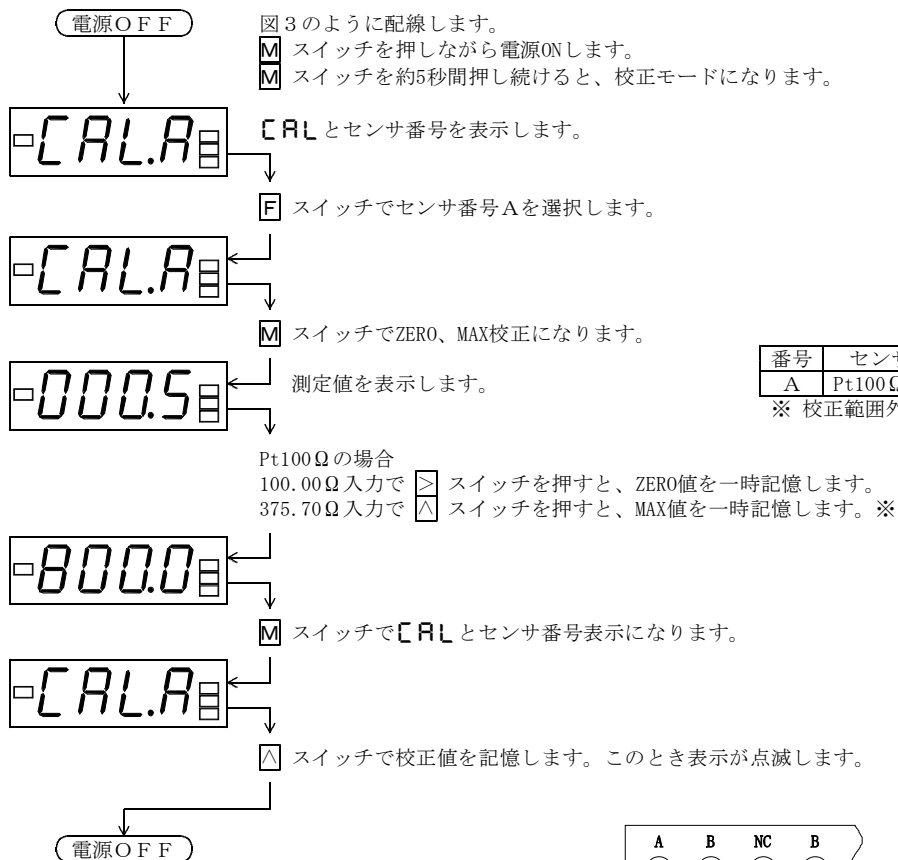 電源ＯＦＦ
図３のように配線します。
M スイッチを押しながら電源ONします。
M スイッチを約5秒間押し続けると、校正モードになります。
-CAL.A
CALとセンサ番号を表示します。
F スイッチでセンサ番号Ａを選択します。
-CAL.A
M スイッチでZERO、MAX校正になります。
-000.5
測定値を表示します。
番号 センサ
Ａ Pt100Ω
※ 校正範囲外
Pt100Ωの場合
100.00Ω入力で > スイッチを押すと、ZERO値を一時記憶します。
375.70Ω入力で ∧ スイッチを押すと、MAX値を一時記憶します。※
-800.0
M スイッチでCALとセンサ番号表示になります。
-CAL.A
∧ スイッチで校正値を記憶します。このとき表示が点滅します。
電源ＯＦＦ
A B NC B